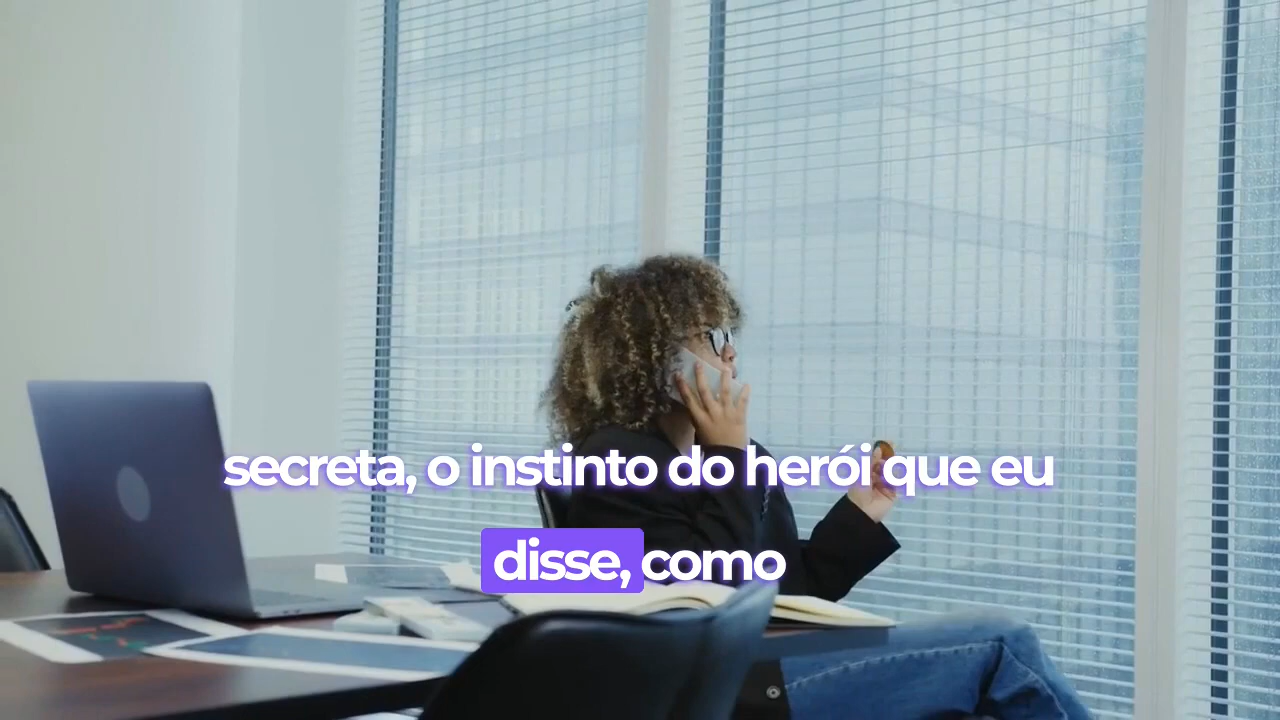 secreta, o instinto do herói que eu
disse, como